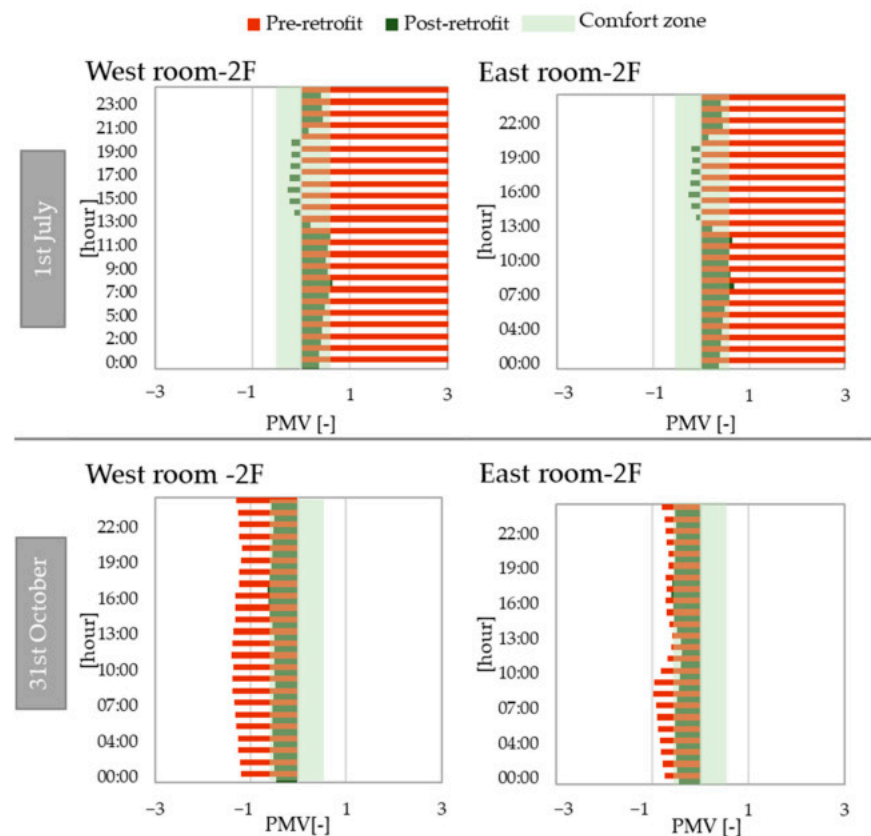 Pre-retrofit Post-retrofit Comfort zone
West room-2F
East room-2F
1st July
[hour]
23:00
21:00
19:00
17:00
15:00
13:00
11:00
9:00
7:00
5:00
2:00
0:00
−3 −1 1 3
PMV [-]
[hour]
22:00
19:00
16:00
13:00
10:00
07:00
04:00
00:00
−3 −1 1 3
PMV [-]
West room -2F
East room-2F
31st October
[hour]
22:00
19:00
16:00
13:00
10:00
07:00
04:00
00:00
−3 −1 1 3
PMV[-]
[hour]
22:00
19:00
16:00
13:00
10:00
07:00
04:00
00:00
−3 −1 1 3
PMV [-]